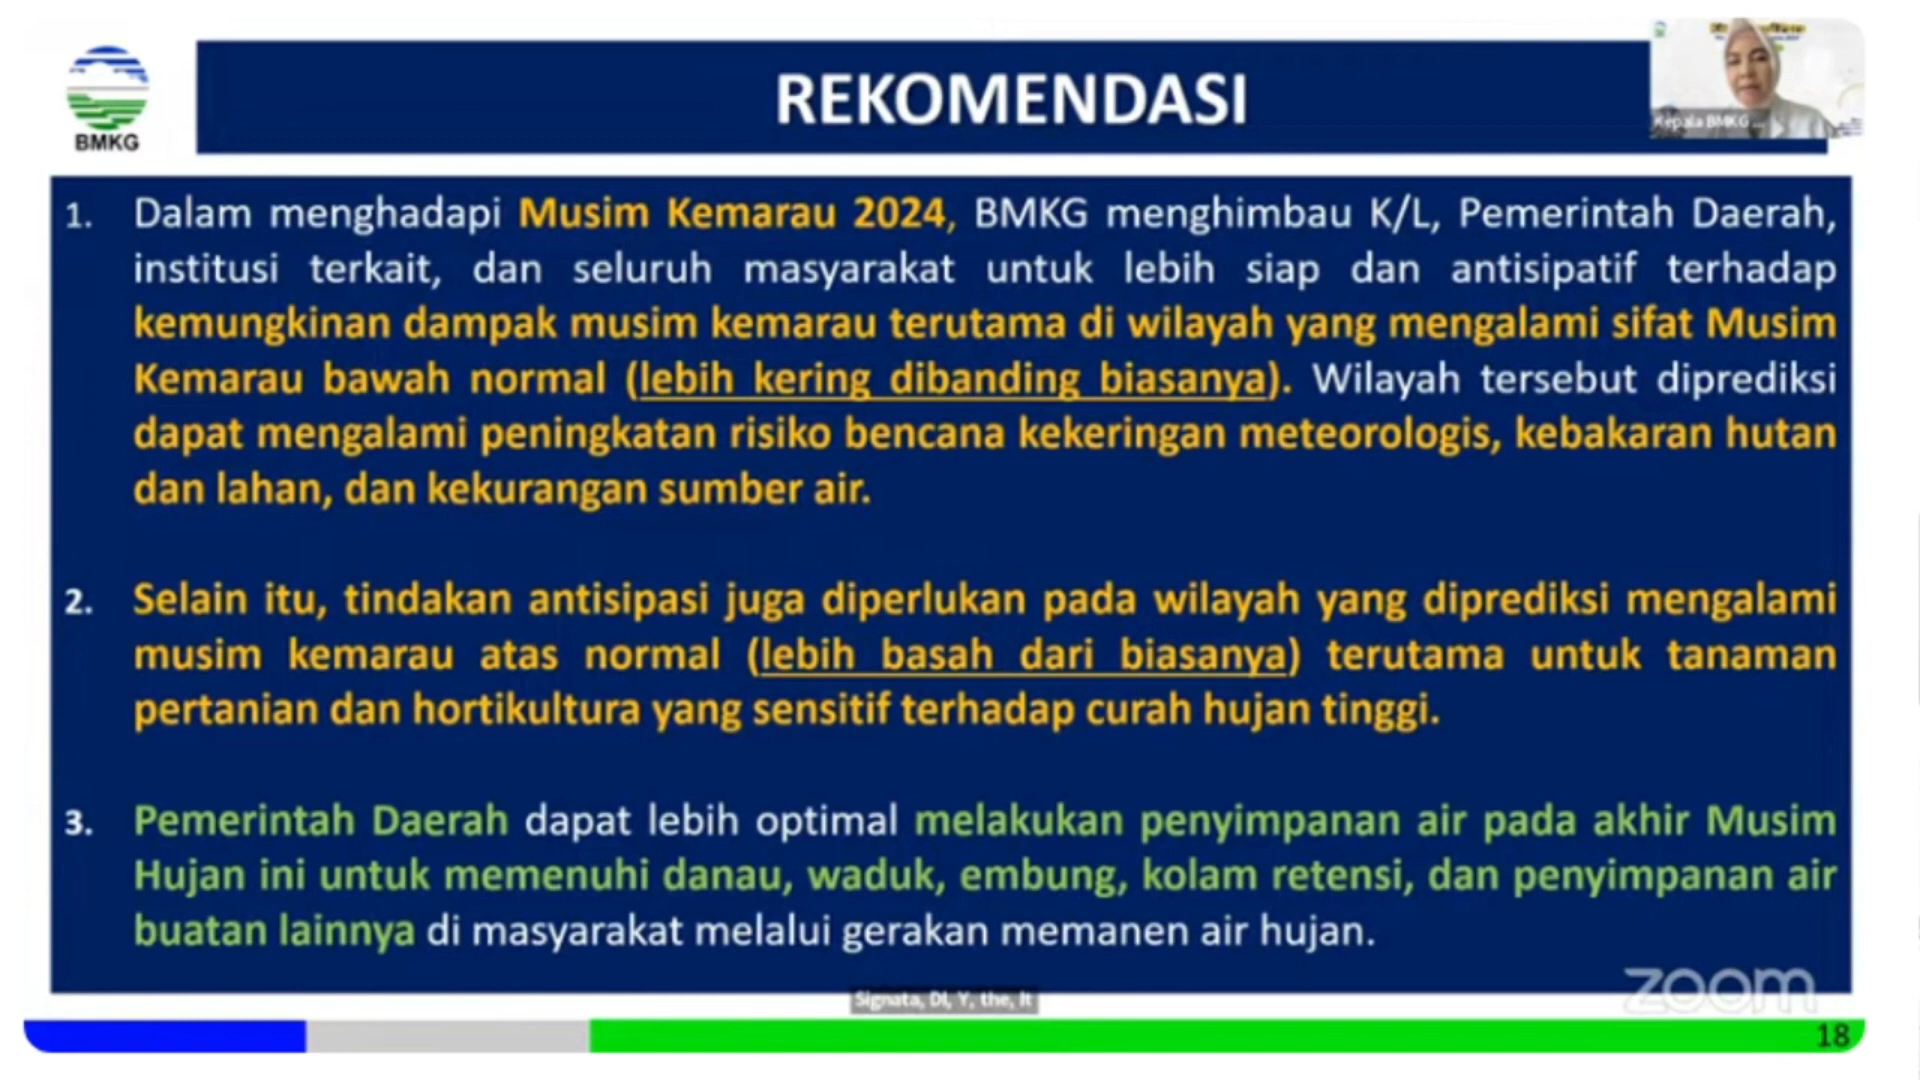 BMKG
REKOMENDASI
Kepala BMKG ...
1. Dalam menghadapi Musim Kemarau 2024, BMKG menghimbau K/L, Pemerintah Daerah,
institusi terkait, dan seluruh masyarakat untuk lebih siap dan antisipatif terhadap
kemungkinan dampak musim kemarau terutama di wilayah yang mengalami sifat Musim
Kemarau bawah normal (lebih kering dibanding biasanya). Wilayah tersebut diprediksi
dapat mengalami peningkatan risiko bencana kekeringan meteorologis, kebakaran hutan
dan lahan, dan kekurangan sumber air.
2. Selain itu, tindakan antisipasi juga diperlukan pada wilayah yang diprediksi mengalami
musim kemarau atas normal (lebih basah dari biasanya) terutama untuk tanaman
pertanian dan hortikultura yang sensitif terhadap curah hujan tinggi.
3. Pemerintah Daerah dapat lebih optimal melakukan penyimpanan air pada akhir Musim
Hujan ini untuk memenuhi danau, waduk, embung, kolam retensi, dan penyimpanan air
buatan lainnya di masyarakat melalui gerakan memanen air hujan.
zoom
Signata, DI, Y, the, It
18